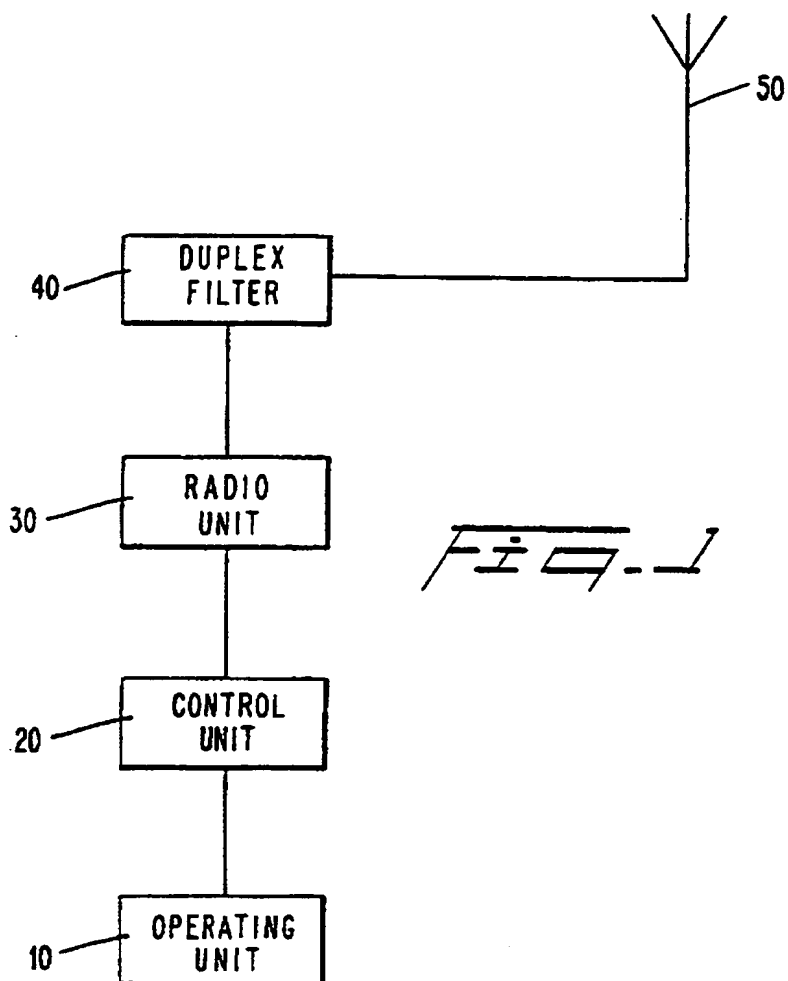 50
DUPLEX
FILTER
40
RADIO
UNIT
30
Fig. 1
CONTROL
UNIT
20
OPERATING
UNIT
10